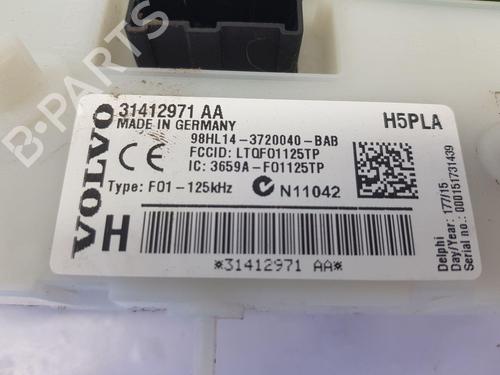 VOLVO
31412971 AA
MADE IN GERMANY
98HL14-3720040-BAB
FCCID: LTQF01125TP
IC: 3659A-F01125TP
Type: F01-125kHz
N11042
H5PLA
H
*31412971 AA*
Delphi
Day/Year: 177/15
Serial no.: 000151731439
B-PARTS